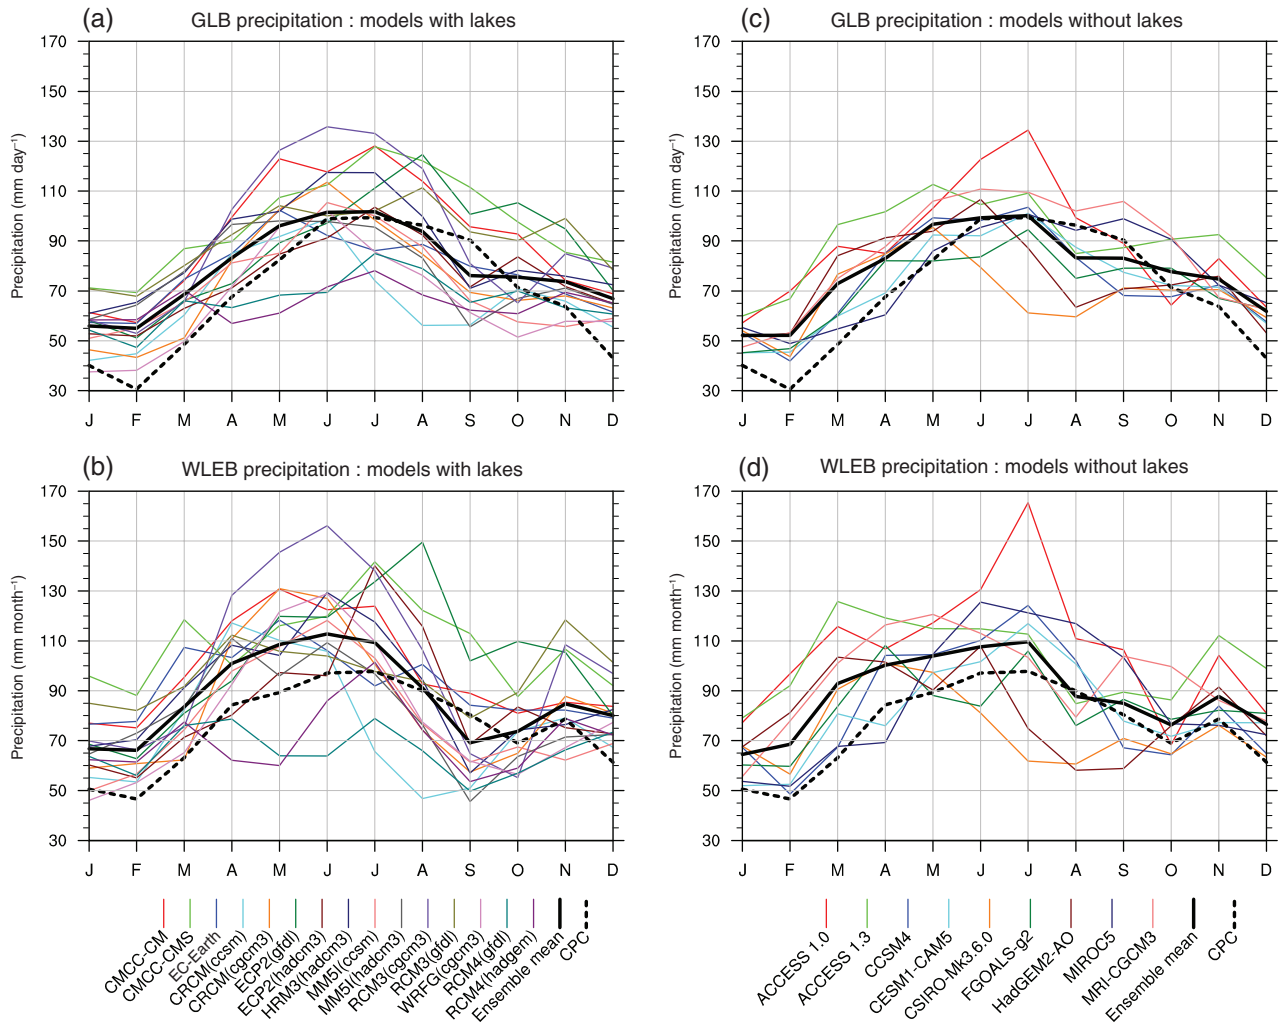 (a) GLB precipitation : models with lakes
Precipitation (mm day⁻¹)
170
150
130
110
90
70
50
30
J F M A M J J A S O N D
(c) GLB precipitation : models without lakes
Precipitation (mm day⁻¹)
170
150
130
110
90
70
50
30
J F M A M J J A S O N D
(b) WLEB precipitation : models with lakes
Precipitation (mm month⁻¹)
170
150
130
110
90
70
50
30
J F M A M J J A S O N D
(d) WLEB precipitation : models without lakes
Precipitation (mm month⁻¹)
170
150
130
110
90
70
50
30
J F M A M J J A S O N D
CMCC-CM
CMCC-CMS
EC-Earth
CRCM(ccsm)
CRCM(cgcm3)
ECP2(gfdl)
ECP2(hadcm3)
HRM3(hadcm3)
MM5I(ccsm)
MM5I(hadcm3)
RCM3(cgcm3)
RCM3(gfdl)
WRFG(cgcm3)
RCM4(gfdl)
RCM4(hadgem)
Ensemble mean
CPC
ACCESS 1.0
ACCESS 1.3
CCSM4
CESM1-CAM5
CSIRO-Mk3.6.0
FGOALS-g2
HadGEM2-AO
MIROC5
MRI-CGCM3
Ensemble mean
CPC